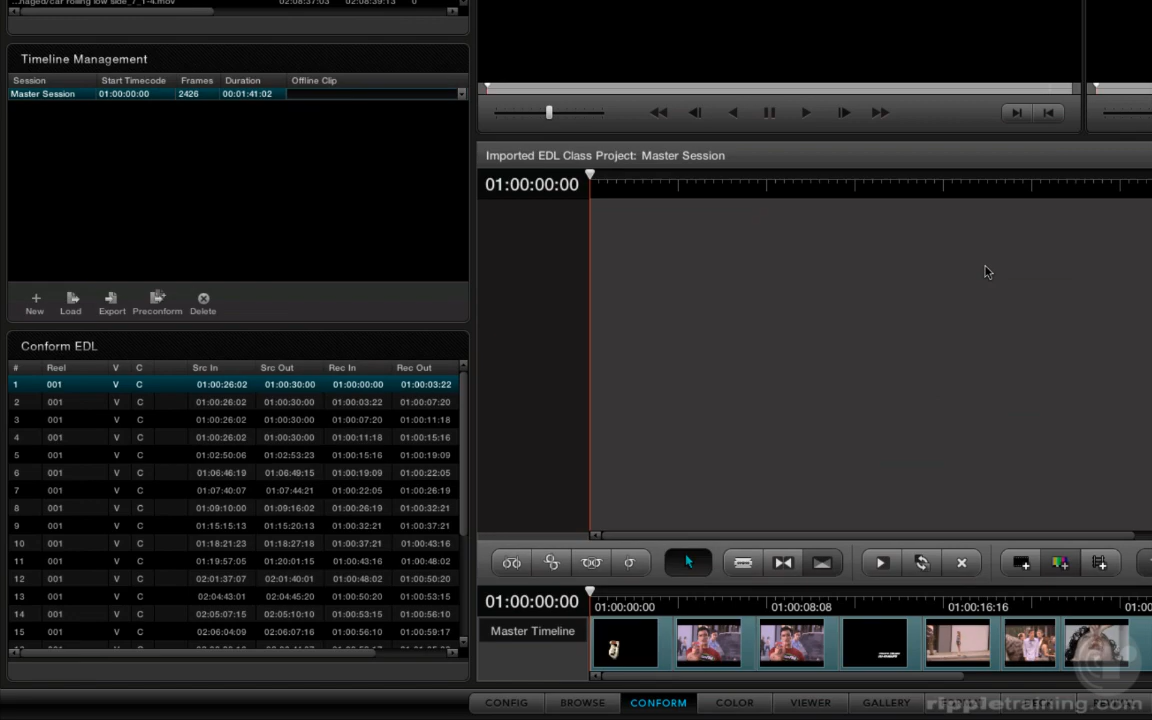 ...naged/car rolling low side_7_1-4.mov 02:08:37:03 02:08:39:13 0
Timeline Management
Session Start Timecode Frames Duration Offline Clip
Master Session 01:00:00:00 2426 00:01:41:02
New Load Export Preconform Delete
Conform EDL
# Reel V C Src In Src Out Rec In Rec Out
1 001 V C 01:00:26:02 01:00:30:00 01:00:00:00 01:00:03:22
2 001 V C 01:00:26:02 01:00:30:00 01:00:03:22 01:00:07:20
3 001 V C 01:00:26:02 01:00:30:00 01:00:07:20 01:00:11:18
4 001 V C 01:00:26:02 01:00:30:00 01:00:11:18 01:00:15:16
5 001 V C 01:02:50:06 01:02:53:23 01:00:15:16 01:00:19:09
6 001 V C 01:06:46:19 01:06:49:15 01:00:19:09 01:00:22:05
7 001 V C 01:07:40:07 01:07:44:21 01:00:22:05 01:00:26:19
8 001 V C 01:09:10:00 01:09:16:02 01:00:26:19 01:00:32:21
9 001 V C 01:15:15:13 01:15:20:13 01:00:32:21 01:00:37:21
10 001 V C 01:18:21:23 01:18:27:18 01:00:37:21 01:00:43:16
11 001 V C 01:19:57:05 01:20:01:15 01:00:43:16 01:00:48:02
12 001 V C 02:01:37:07 02:01:40:01 01:00:48:02 01:00:50:20
13 001 V C 02:04:43:01 02:04:45:20 01:00:50:20 01:00:53:15
14 001 V C 02:05:07:15 02:05:10:10 01:00:53:15 01:00:56:10
15 001 V C 02:06:04:09 02:06:07:16 01:00:56:10 01:00:59:17
Imported EDL Class Project: Master Session
01:00:00:00
01:00:00:00 01:00:00:00 01:00:08:08 01:00:16:16 01:00
Master Timeline
CONFIG BROWSE CONFORM COLOR VIEWER GALLERY
rippletraining.com